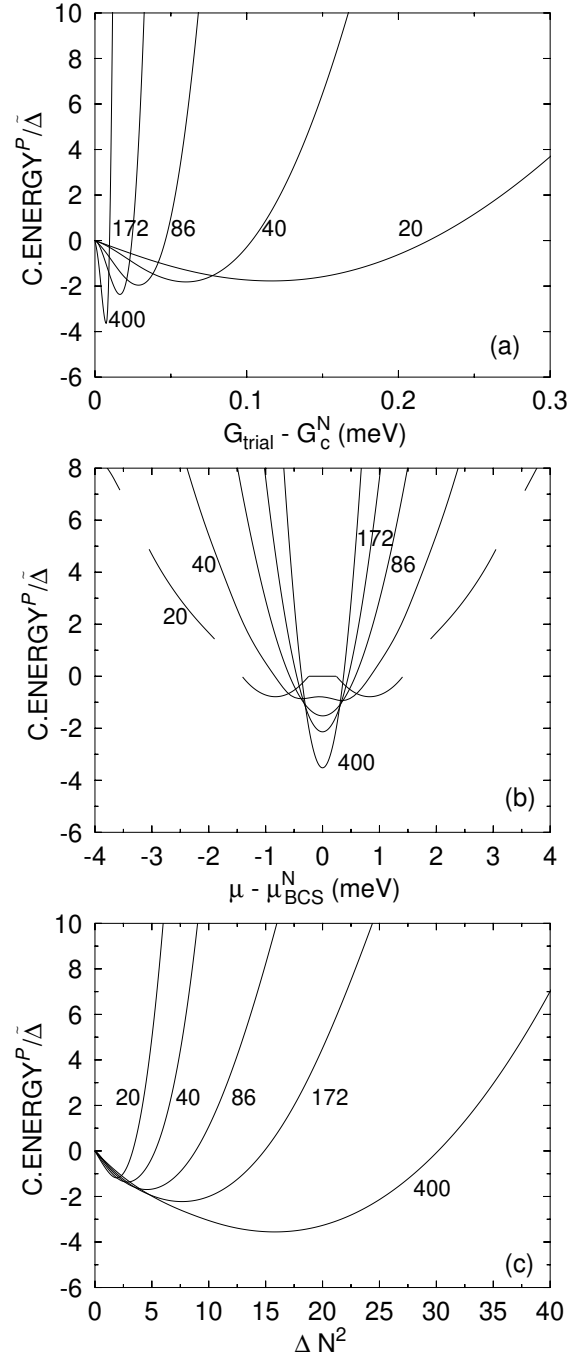 10
8
6
4
2
0
-2
-4
-6
C.ENERGY^P/Δ̃
172 86 40 20
400
(a)
0 0.1 0.2 0.3
G_trial - G_c^N (meV)
8
6
4
2
0
-2
-4
-6
C.ENERGY^P/Δ̃
172
40 86
20
400
(b)
-4 -3 -2 -1 0 1 2 3 4
μ - μ_BCS^N (meV)
10
8
6
4
2
0
-2
-4
-6
C.ENERGY^P/Δ̃
20 40 86 172
400
(c)
0 5 10 15 20 25 30 35 40
Δ N^2